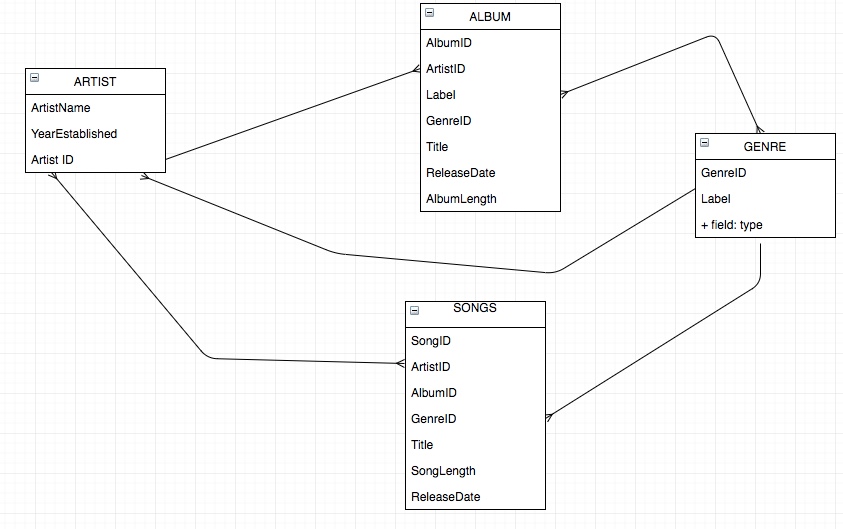 ARTIST
ArtistName
YearEstablished
Artist ID
ALBUM
AlbumID
ArtistID
Label
GenreID
Title
ReleaseDate
AlbumLength
GENRE
GenreID
Label
+ field: type
SONGS
SongID
ArtistID
AlbumID
GenreID
Title
SongLength
ReleaseDate